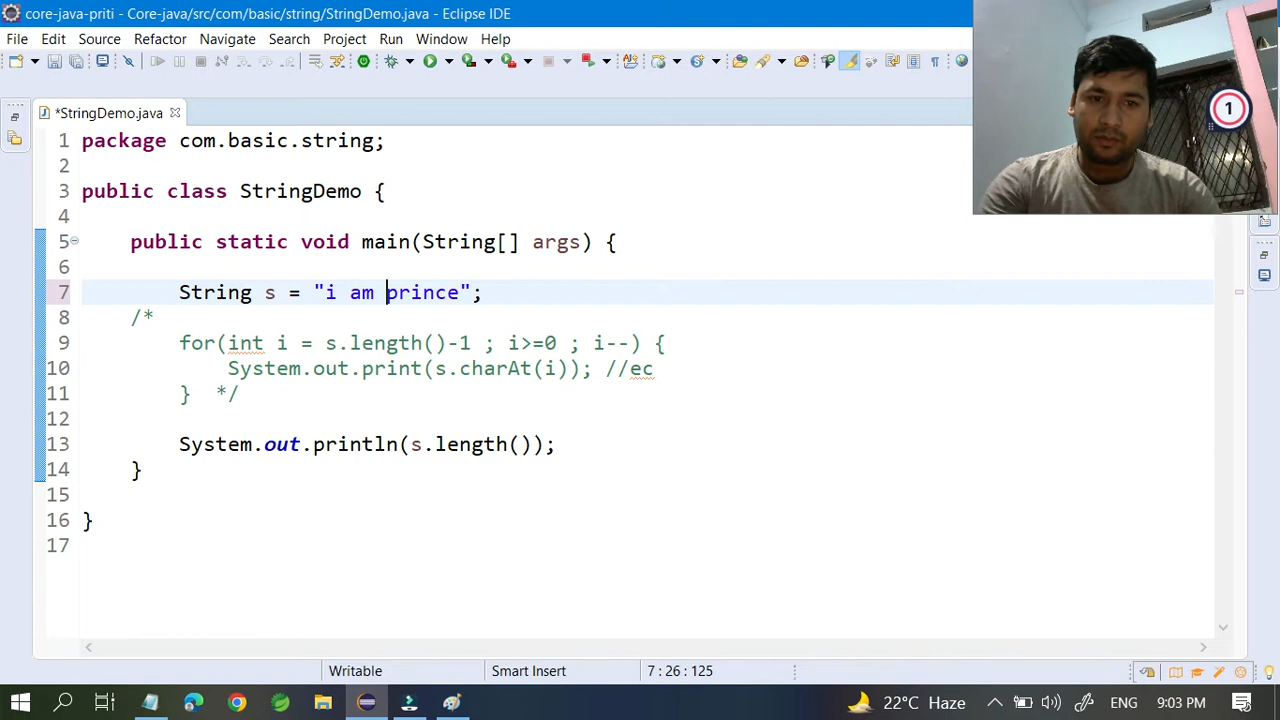 core-java-priti - Core-java/src/com/basic/string/StringDemo.java - Eclipse IDE
File Edit Source Refactor Navigate Search Project Run Window Help
1
*StringDemo.java
1 package com.basic.string;
2
3 public class StringDemo {
4
5 public static void main(String[] args) {
6
7 String s = "i am prince";
8 /*
9 for(int i = s.length()-1 ; i>=0 ; i--) {
10 System.out.print(s.charAt(i)); //ec
11 } */
12
13 System.out.println(s.length());
14 }
15
16 }
17
Writable Smart Insert 7 : 26 : 125
22°C Haze ENG 9:03 PM